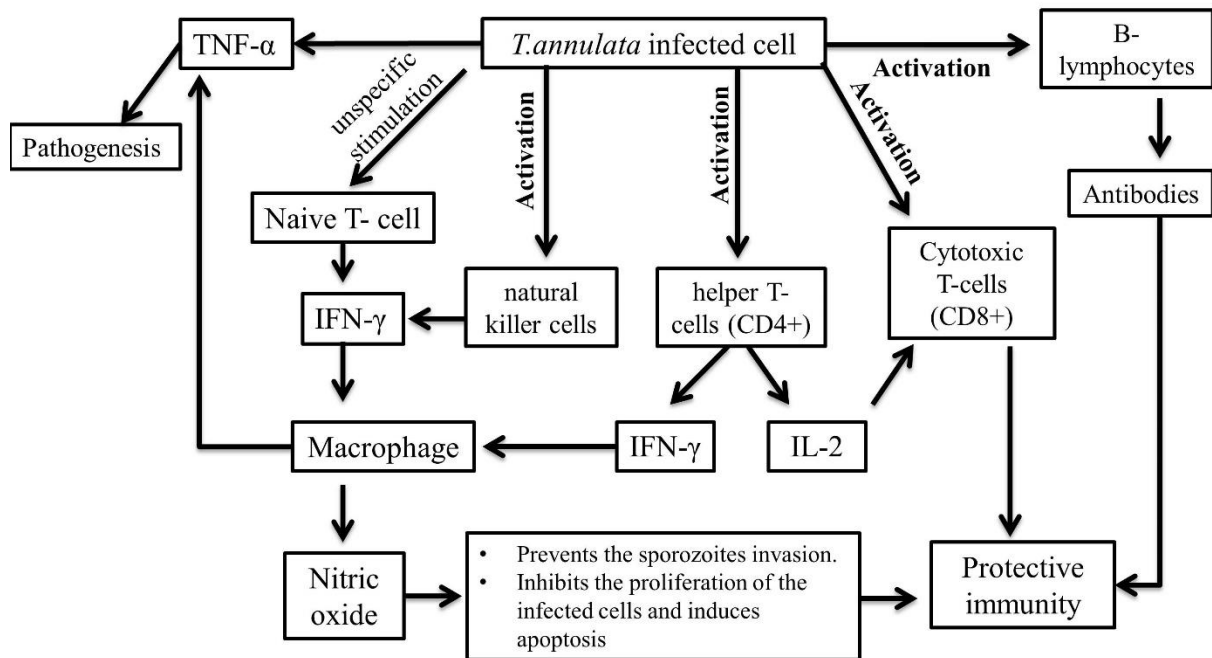 TNF-α
T.annulata infected cell
B-
lymphocytes
Activation
unspecific
stimulation
Activation
Activation
Activation
Pathogenesis
Naive T- cell
Antibodies
IFN-γ
natural
killer cells
helper T-
cells (CD4+)
Cytotoxic
T-cells
(CD8+)
Macrophage
IFN-γ
IL-2
Nitric
oxide
• Prevents the sporozoites invasion.
• Inhibits the proliferation of the
infected cells and induces
apoptosis
Protective
immunity